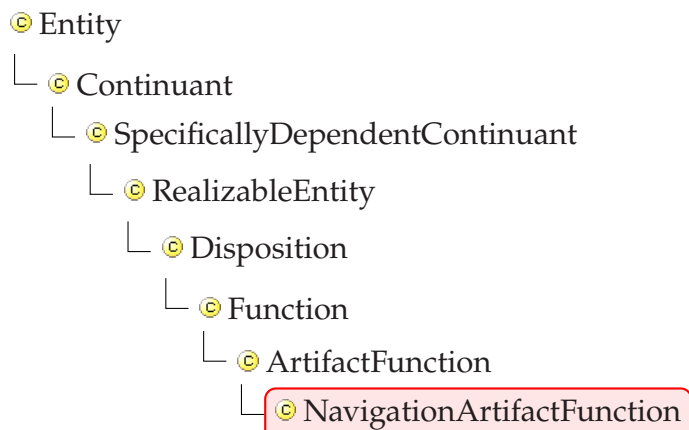 © Entity
© Continuant
© SpecificallyDependentContinuant
© RealizableEntity
© Disposition
© Function
© ArtifactFunction
© NavigationArtifactFunction